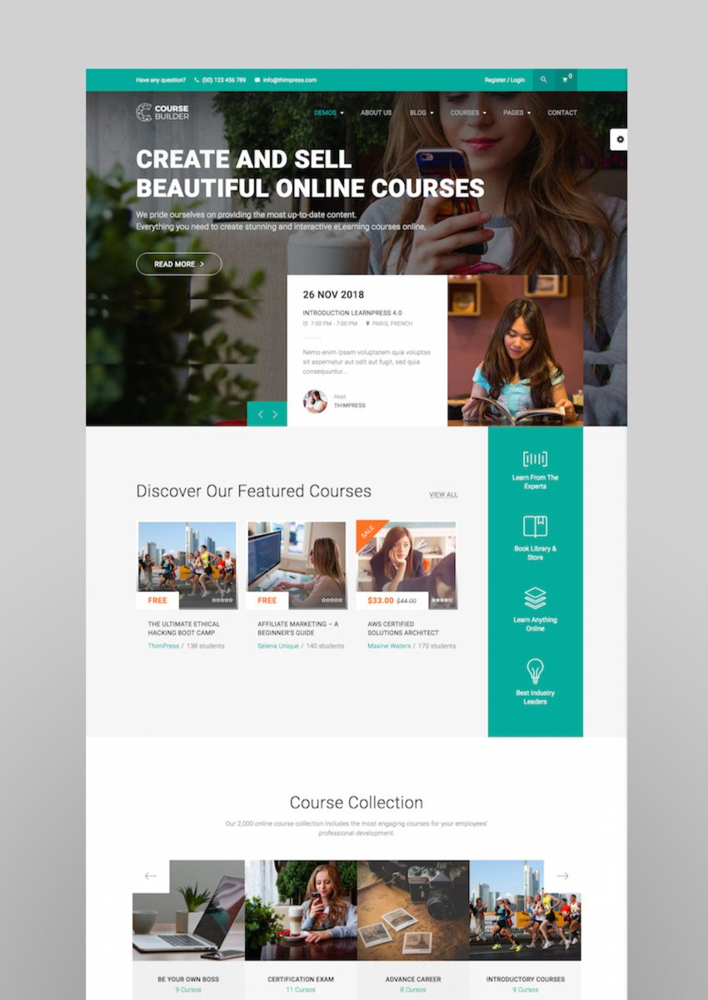 Have any question? (00) 123 456 789 info@thimpress.com Register / Login 0
COURSE
BUILDER
DEMOS ABOUT US BLOG COURSES PAGES CONTACT
CREATE AND SELL
BEAUTIFUL ONLINE COURSES
We pride ourselves on providing the most up-to-date content.
Everything you need to create stunning and interactive eLearning courses online,
READ MORE
26 NOV 2018
INTRODUCTION LEARNPRESS 4.0
7:00 PM - 7:00 PM PARIS, FRENCH
Nemo enim ipsam voluptatem quia voluptas
sit aspernatur aut odit aut fugit, sed quia
consequuntur...
Host
THIMPRESS
Discover Our Featured Courses
VIEW ALL
FREE
THE ULTIMATE ETHICAL
HACKING BOOT CAMP
ThimPress / 138 students
FREE
AFFILIATE MARKETING – A
BEGINNER'S GUIDE
Selena Unique / 140 students
SALE
$33.00 $44.00
AWS CERTIFIED
SOLUTIONS ARCHITECT
Maxine Waters / 170 students
Learn From The
Experts
Book Library &
Store
Learn Anything
Online
Best Industry
Leaders
Course Collection
Our 2,000 online course collection includes the most engaging courses for your employees'
professional development.
BE YOUR OWN BOSS
9 Cursos
CERTIFICATION EXAM
11 Cursos
ADVANCE CAREER
8 Cursos
INTRODUCTORY COURSES
9 Cursos